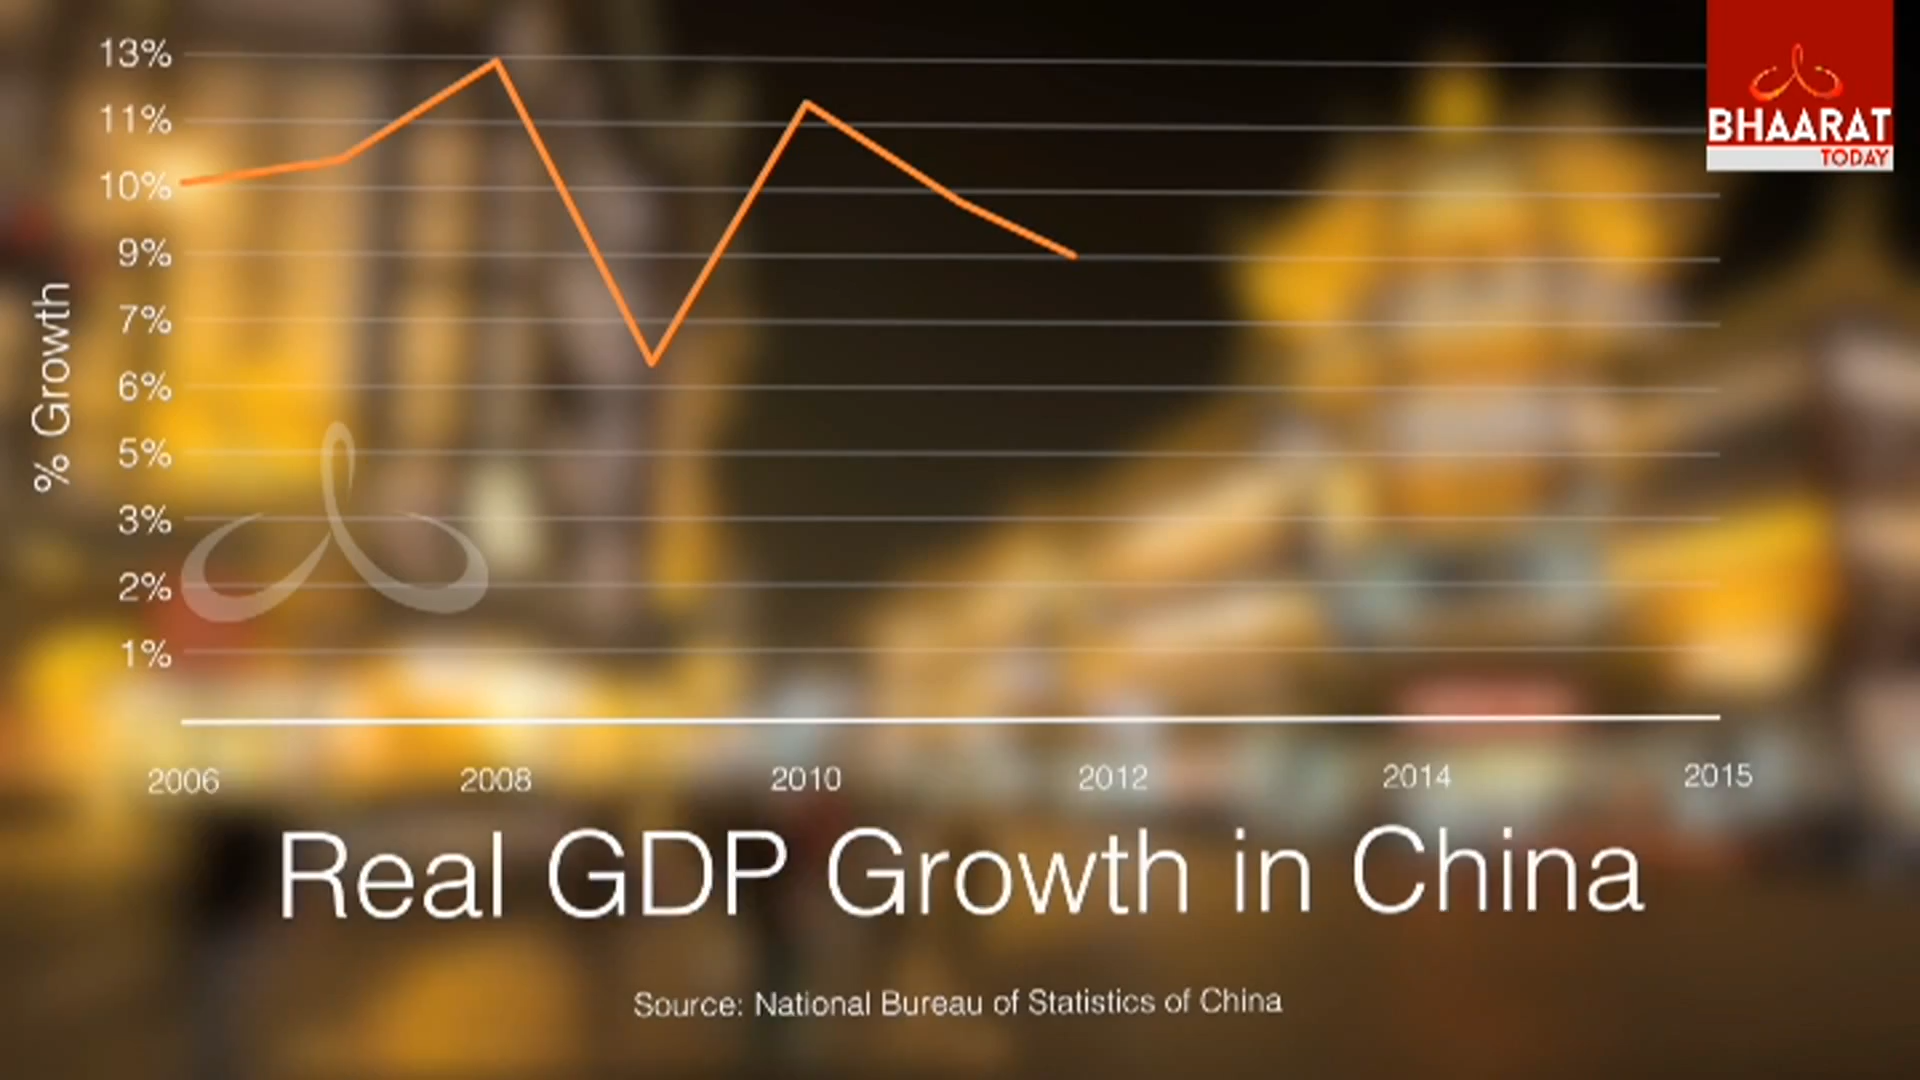 13%
11%
10%
9%
7%
6%
5%
3%
2%
1%
% Growth
2006 2008 2010 2012 2014 2015
Real GDP Growth in China
Source: National Bureau of Statistics of China
BHAARAT
TODAY